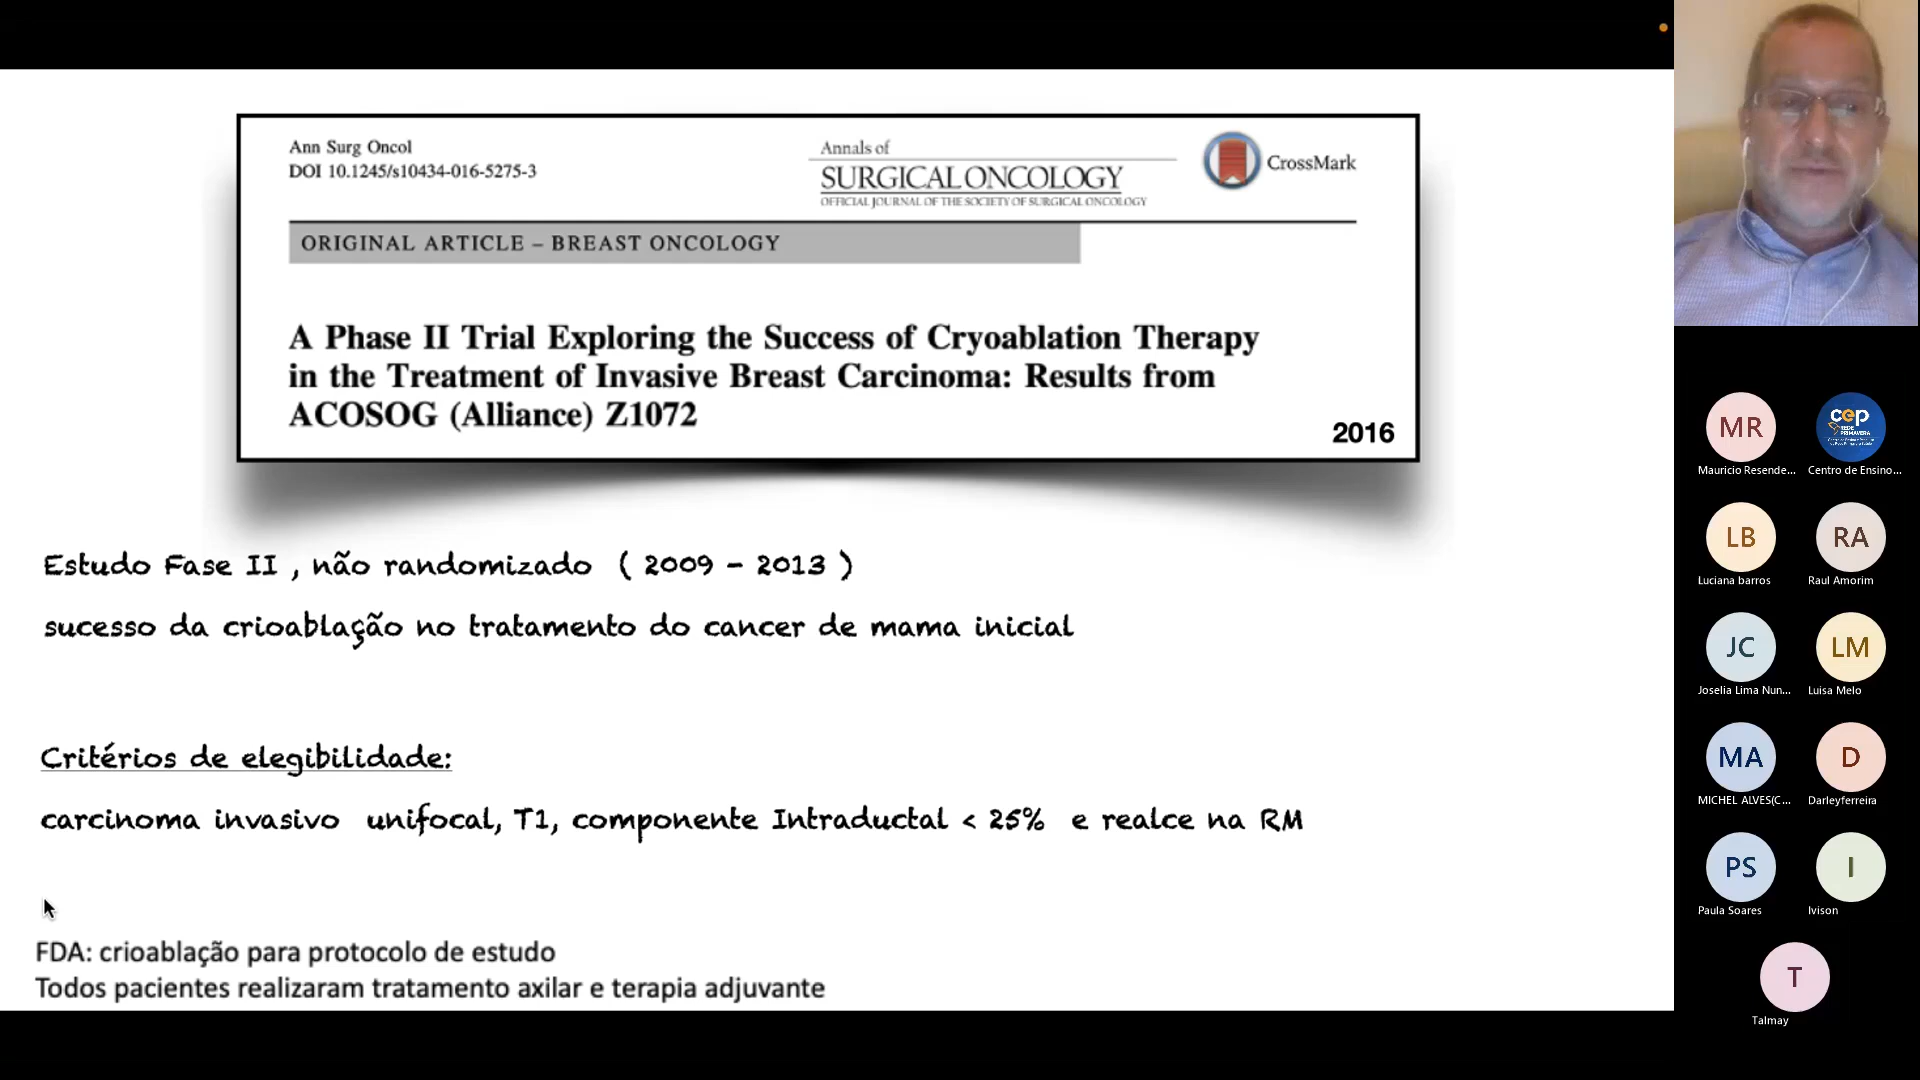 Ann Surg Oncol
DOI 10.1245/s10434-016-5275-3
Annals of
SURGICAL ONCOLOGY
OFFICIAL JOURNAL OF THE SOCIETY OF SURGICAL ONCOLOGY
CrossMark
ORIGINAL ARTICLE – BREAST ONCOLOGY
A Phase II Trial Exploring the Success of Cryoablation Therapy
in the Treatment of Invasive Breast Carcinoma: Results from
ACOSOG (Alliance) Z1072
2016
Estudo Fase II , não randomizado ( 2009 - 2013 )
sucesso da crioablação no tratamento do cancer de mama inicial
Critérios de elegibilidade:
carcinoma invasivo unifocal, T1, componente Intraductal < 25% e realce na RM
FDA: crioablação para protocolo de estudo
Todos pacientes realizaram tratamento axilar e terapia adjuvante
MR
Mauricio Resende...
cep
REDE PRIMAVERA
Centro de Ensino...
LB
Luciana barros
RA
Raul Amorim
JC
Joselia Lima Nun...
LM
Luisa Melo
MA
MICHEL ALVES(C...
D
Darleyferreira
PS
Paula Soares
I
Ivison
T
Talmay